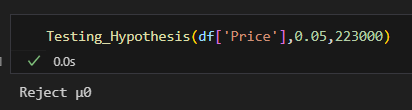 Testing_Hypothesis(df['Price'],0.05,223000)
0.0s
Reject µ0